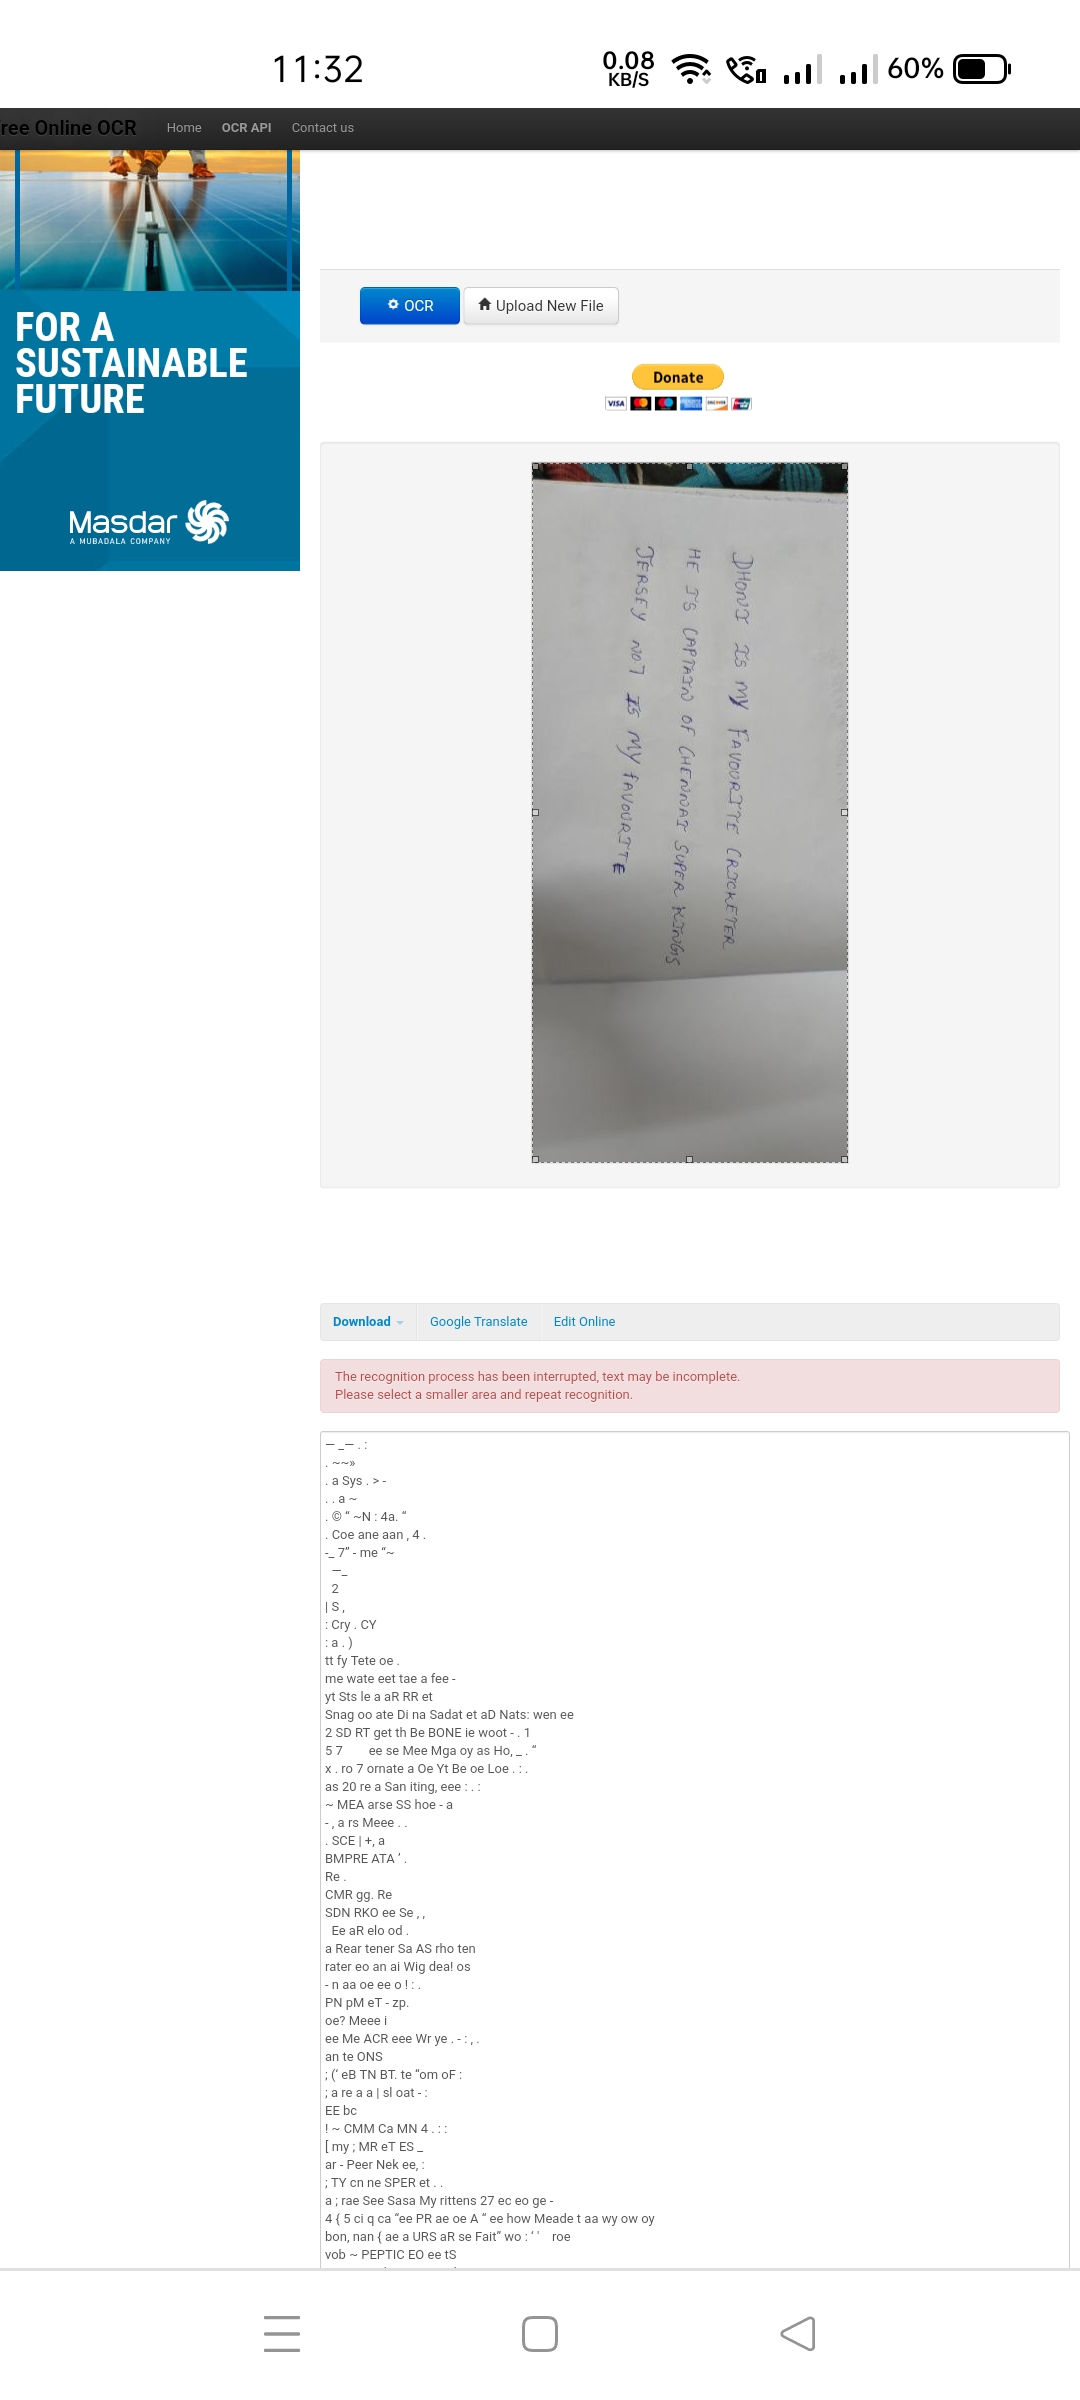 11:32
0.08 KB/S
60%
ree Online OCR Home OCR API Contact us
FOR A
SUSTAINABLE
FUTURE
Masdar
A MUBADALA COMPANY
OCR Upload New File
Donate
VISA
DHONI IS MY FAVOURITE CRICKETER
HE IS CAPTAIN OF CHENNAI SUPER KINGS
JERSEY NO7 IS MY FAVOURITE
Download Google Translate Edit Online
The recognition process has been interrupted, text may be incomplete.
Please select a smaller area and repeat recognition.
— _— . :
. ~~»
. a Sys . > -
. . a ~
. © “ ~N : 4a. “
. Coe ane aan , 4 .
-_ 7” - me “~
—_
2
| S ,
: Cry . CY
: a . )
tt fy Tete oe .
me wate eet tae a fee -
yt Sts le a aR RR et
Snag oo ate Di na Sadat et aD Nats: wen ee
2 SD RT get th Be BONE ie woot - . 1
5 7 ee se Mee Mga oy as Ho, _ . “
x . ro 7 ornate a Oe Yt Be oe Loe . : .
as 20 re a San iting, eee : . :
~ MEA arse SS hoe - a
- , a rs Meee . .
. SCE | +, a
BMPRE ATA ’ .
Re .
CMR gg. Re
SDN RKO ee Se , ,
Ee aR elo od .
a Rear tener Sa AS rho ten
rater eo an ai Wig dea! os
- n aa oe ee o ! : .
PN pM eT - zp.
oe? Meee i
ee Me ACR eee Wr ye . - : , .
an te ONS
; (‘ eB TN BT. te “om oF :
; a re a a | sl oat - :
EE bc
! ~ CMM Ca MN 4 . : :
[ my ; MR eT ES _
ar - Peer Nek ee, :
; TY cn ne SPER et . .
a ; rae See Sasa My rittens 27 ec eo ge -
4 { 5 ci q ca “ee PR ae oe A “ ee how Meade t aa wy ow oy
bon, nan { ae a URS aR se Fait” wo : ‘ ' roe
vob ~ PEPTIC EO ee tS